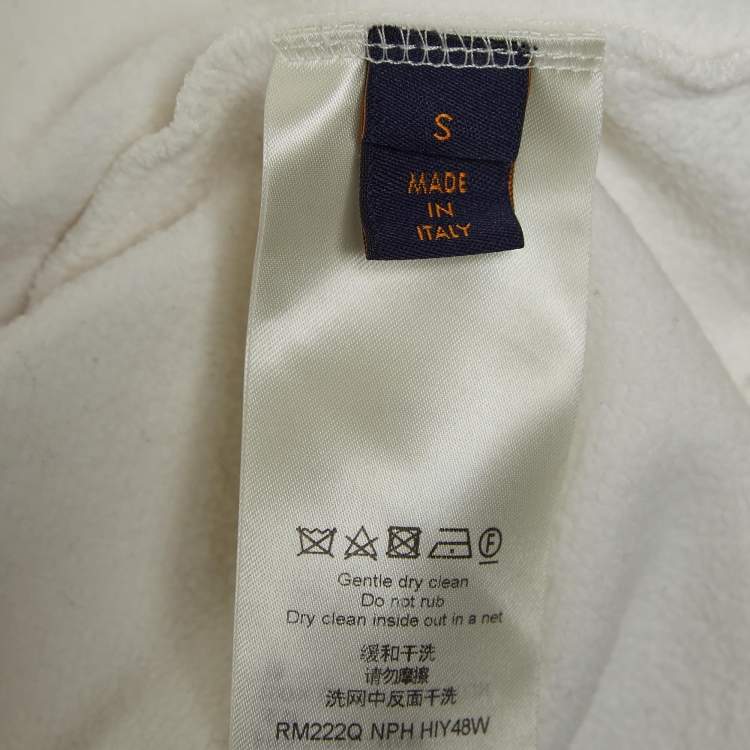 S
MADE
IN
ITALY
F
Gentle dry clean
Do not rub
Dry clean inside out in a net
缓和干洗
请勿摩擦
洗网中反面干洗
RM222Q NPH HIY48W